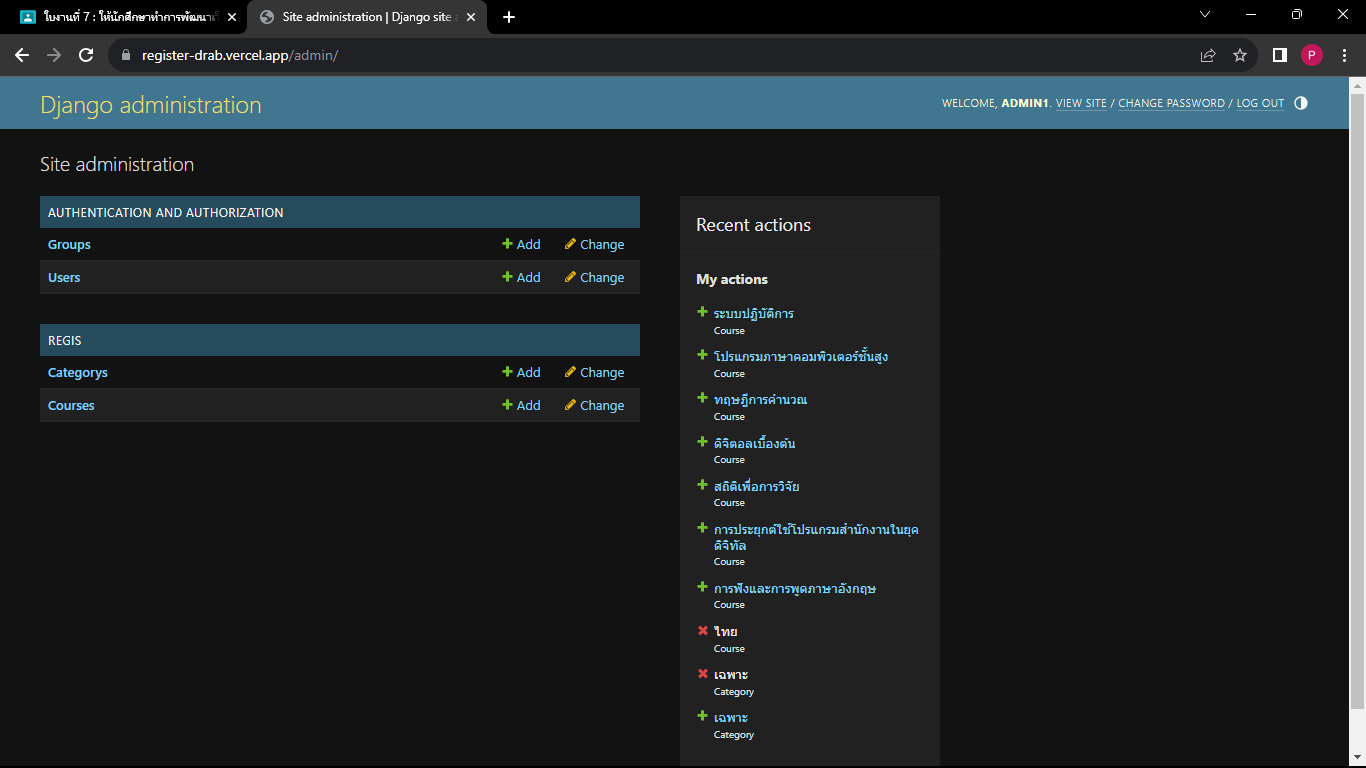 ใบงานที่ 7 : ให้นักศึกษาทำการพัฒนาเว็
Site administration | Django site
register-drab.vercel.app/admin/
P
Django administration
WELCOME, ADMIN1. VIEW SITE / CHANGE PASSWORD / LOG OUT
Site administration
AUTHENTICATION AND AUTHORIZATION
Groups Add Change
Users Add Change
REGIS
Categorys Add Change
Courses Add Change
Recent actions
My actions
ระบบปฏิบัติการ
Course
โปรแกรมภาษาคอมพิวเตอร์ชั้นสูง
Course
ทฤษฎีการคำนวณ
Course
ดิจิตอลเบื้องต้น
Course
สถิติเพื่อการวิจัย
Course
การประยุกต์ใช้โปรแกรมสำนักงานในยุค
ดิจิทัล
Course
การฟังและการพูดภาษาอังกฤษ
Course
ไทย
Course
เฉพาะ
Category
เฉพาะ
Category